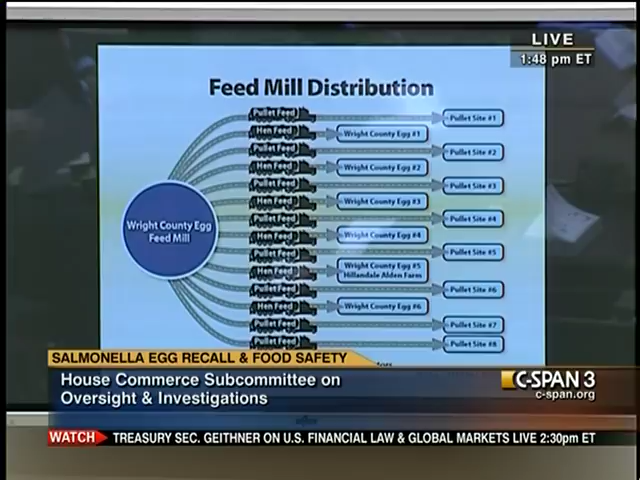 LIVE
1:48 pm ET
Feed Mill Distribution
Pullet Feed
Pullet Site #1
Hen Feed
Wright County Egg #1
Pullet Feed
Pullet Site #2
Hen Feed
Wright County Egg #2
Pullet Feed
Pullet Site #3
Hen Feed
Wright County Egg #3
Pullet Feed
Pullet Site #4
Hen Feed
Wright County Egg #4
Pullet Feed
Pullet Site #5
Hen Feed
Wright County Egg #5
Hillandale Alden Farm
Pullet Feed
Pullet Site #6
Hen Feed
Wright County Egg #6
Pullet Feed
Pullet Site #7
Pullet Feed
Pullet Site #8
Wright County Egg
Feed Mill
SALMONELLA EGG RECALL & FOOD SAFETY
House Commerce Subcommittee on
Oversight & Investigations
C-SPAN 3
c-span.org
WATCH
TREASURY SEC. GEITHNER ON U.S. FINANCIAL LAW & GLOBAL MARKETS LIVE 2:30pm ET